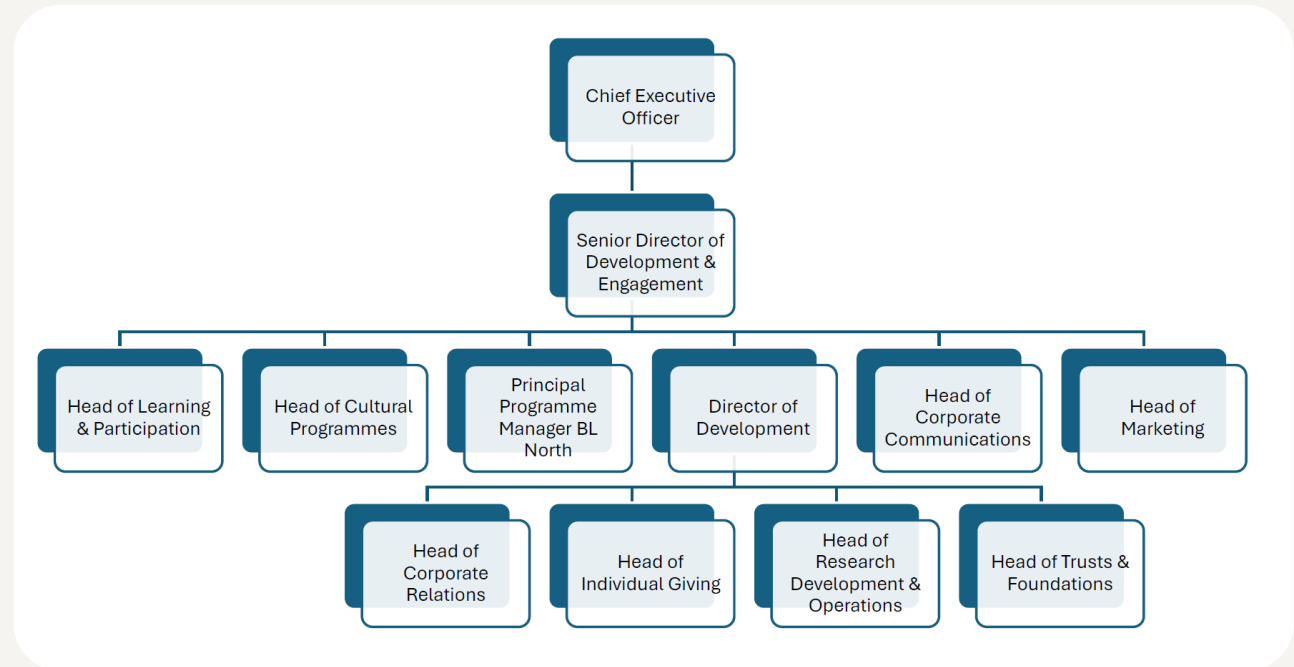 Chief Executive
Officer
Senior Director of
Development &
Engagement
Head of Learning
& Participation
Head of Cultural
Programmes
Principal
Programme
Manager BL
North
Director of
Development
Head of
Corporate
Communications
Head of
Marketing
Head of
Corporate
Relations
Head of
Individual Giving
Head of
Research
Development &
Operations
Head of Trusts &
Foundations